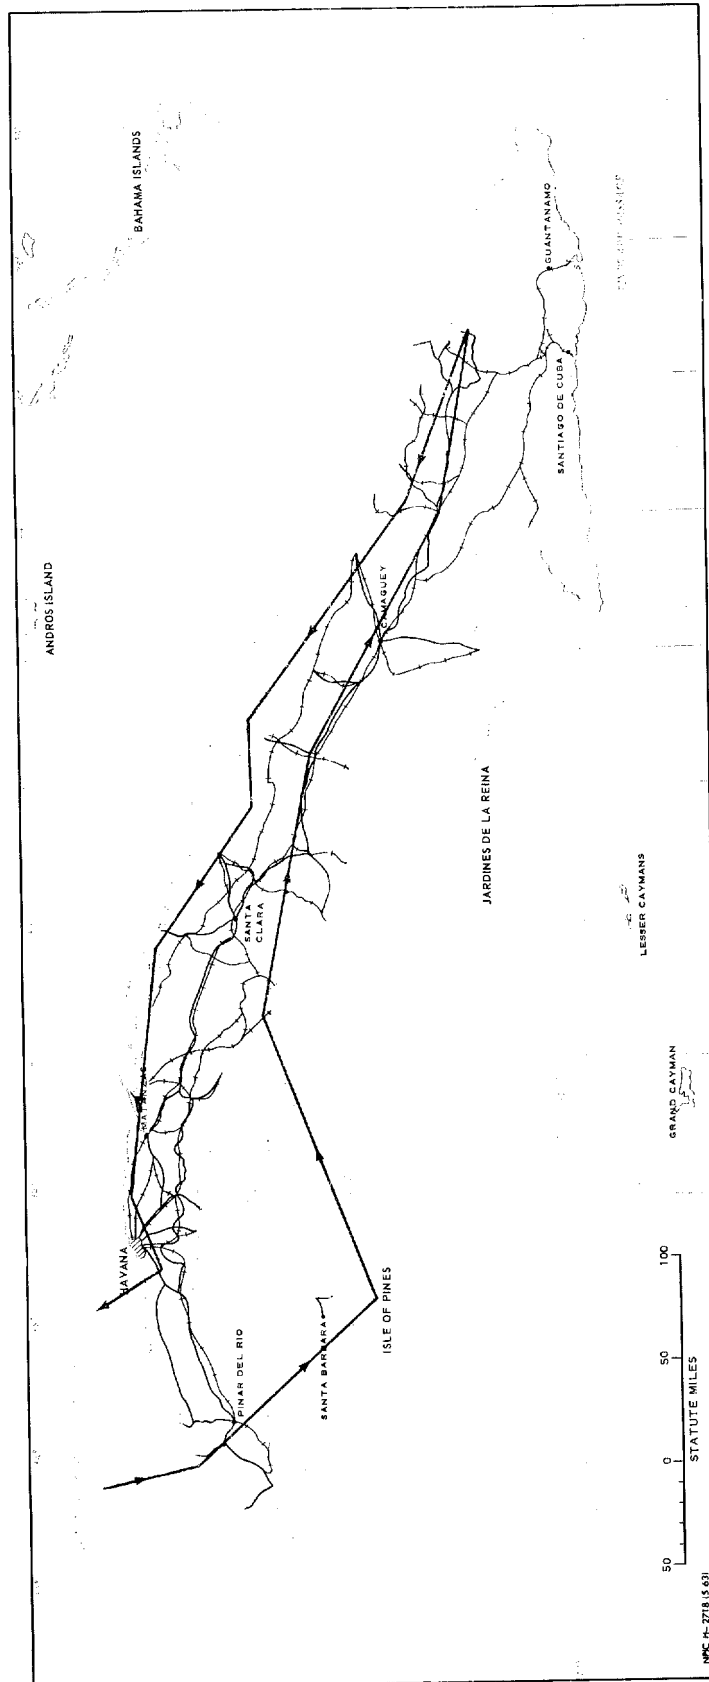 BAHAMA ISLANDS
ANDROS ISLAND
GUANTANAMO
SANTIAGO DE CUBA
CAMAGUEY
JARDINES DE LA REINA
SANTA
CLARA
LESSER CAYMANS
MATANZAS
GRAND CAYMAN
HAVANA
ISLE OF PINES
SANTA BARBARA
PINAR DEL RIO
50 0 50 100
STATUTE MILES
NPIC H-2718 (5/63)